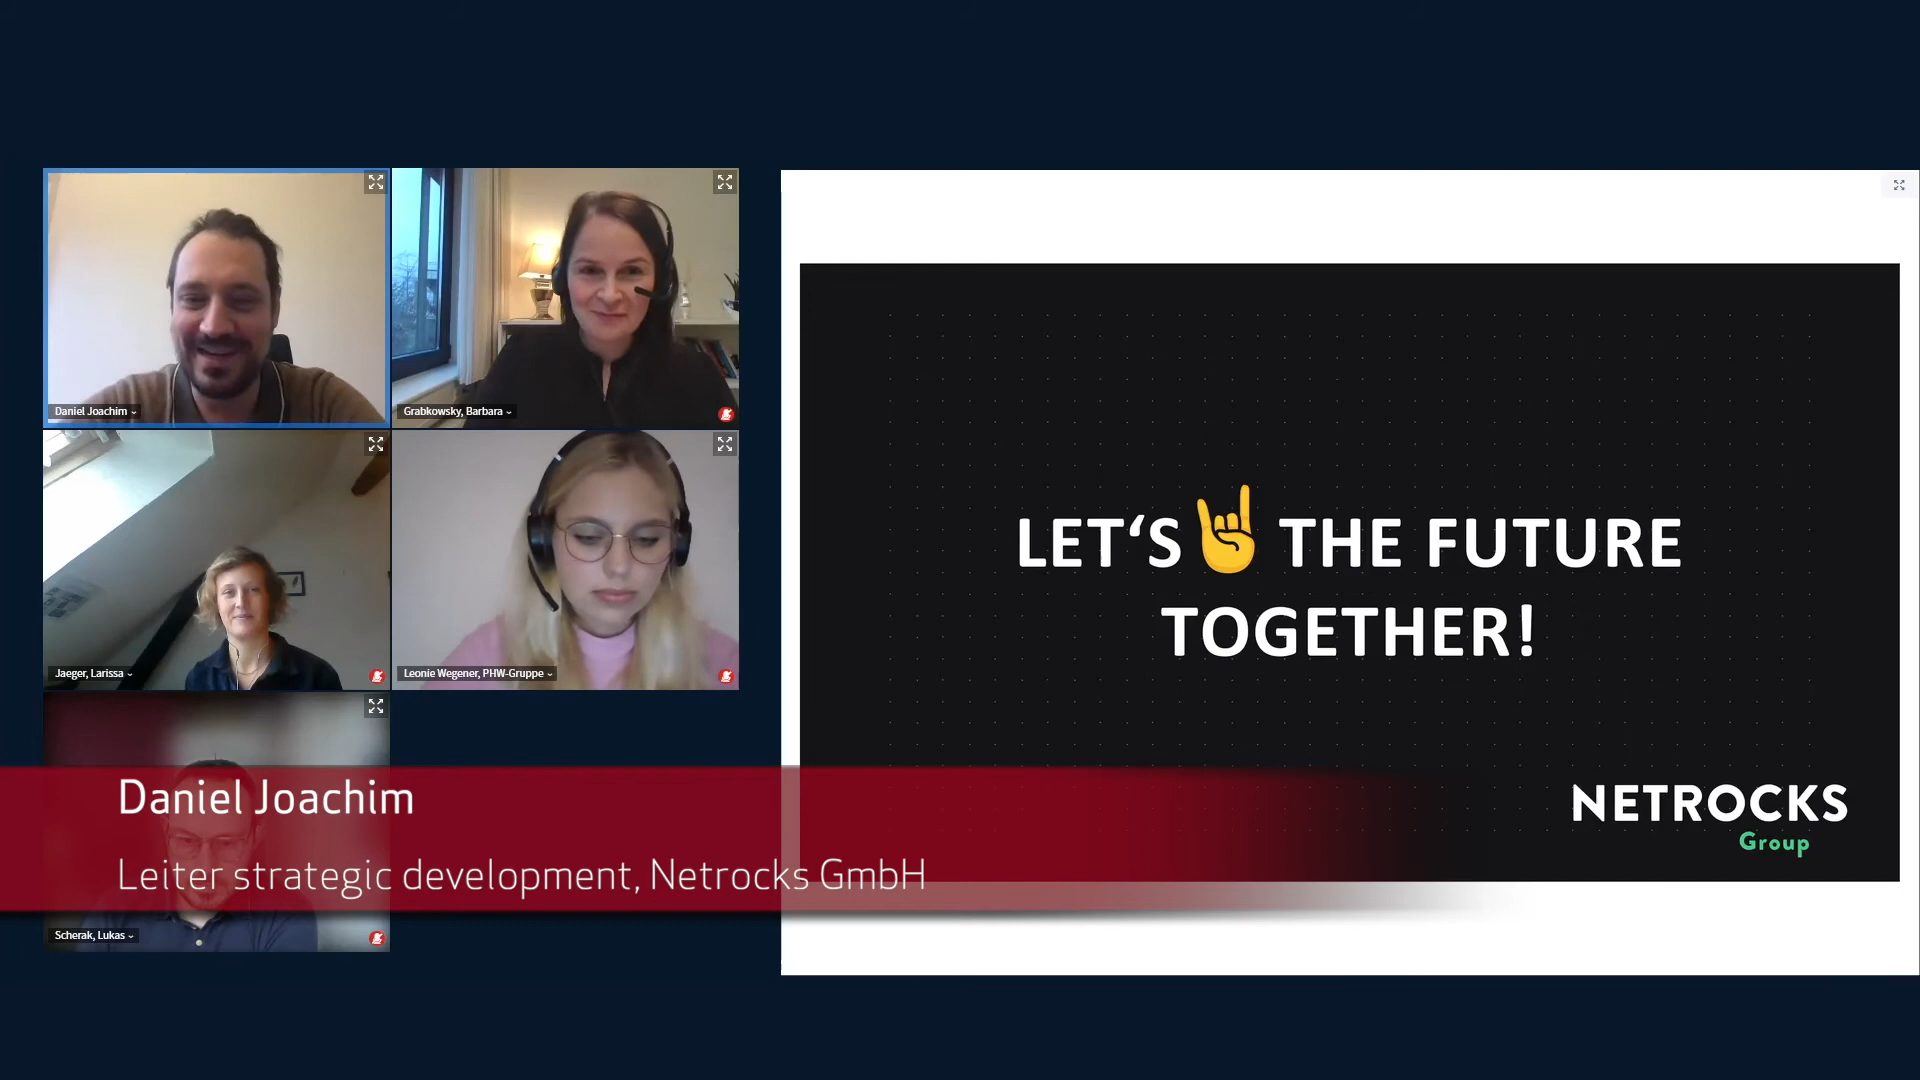 Daniel Joachim
Grabkowsky, Barbara
Jaeger, Larissa
Leonie Wegener, PHW-Gruppe
Scherak, Lukas
LET‘S🤘THE FUTURE
TOGETHER!
NETROCKS
Group
Daniel Joachim
Leiter strategic development, Netrocks GmbH